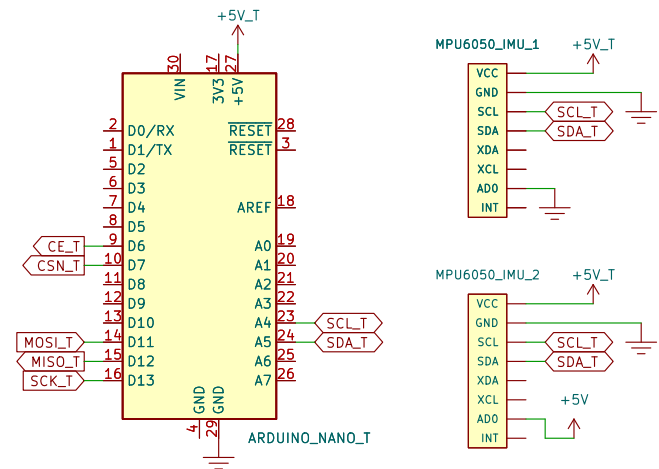 +5V_T
30
17
27
VIN
3V3
+5V
2 D0/RX
1 D1/TX
5 D2
6 D3
7 D4
8 D5
CE_T 9 D6
CSN_T 10 D7
11 D8
12 D9
13 D10
MOSI_T 14 D11
MISO_T 15 D12
SCK_T 16 D13
RESET 28
RESET 3
AREF 18
A0 19
A1 20
A2 21
A3 22
A4 23 SCL_T
A5 24 SDA_T
A6 25
A7 26
GND
GND
4
29
ARDUINO_NANO_T
MPU6050_IMU_1
+5V_T
VCC
GND
SCL SCL_T
SDA SDA_T
XDA
XCL
AD0
INT
MPU6050_IMU_2
+5V_T
VCC
GND
SCL SCL_T
SDA SDA_T
XDA
XCL
+5V
AD0
INT